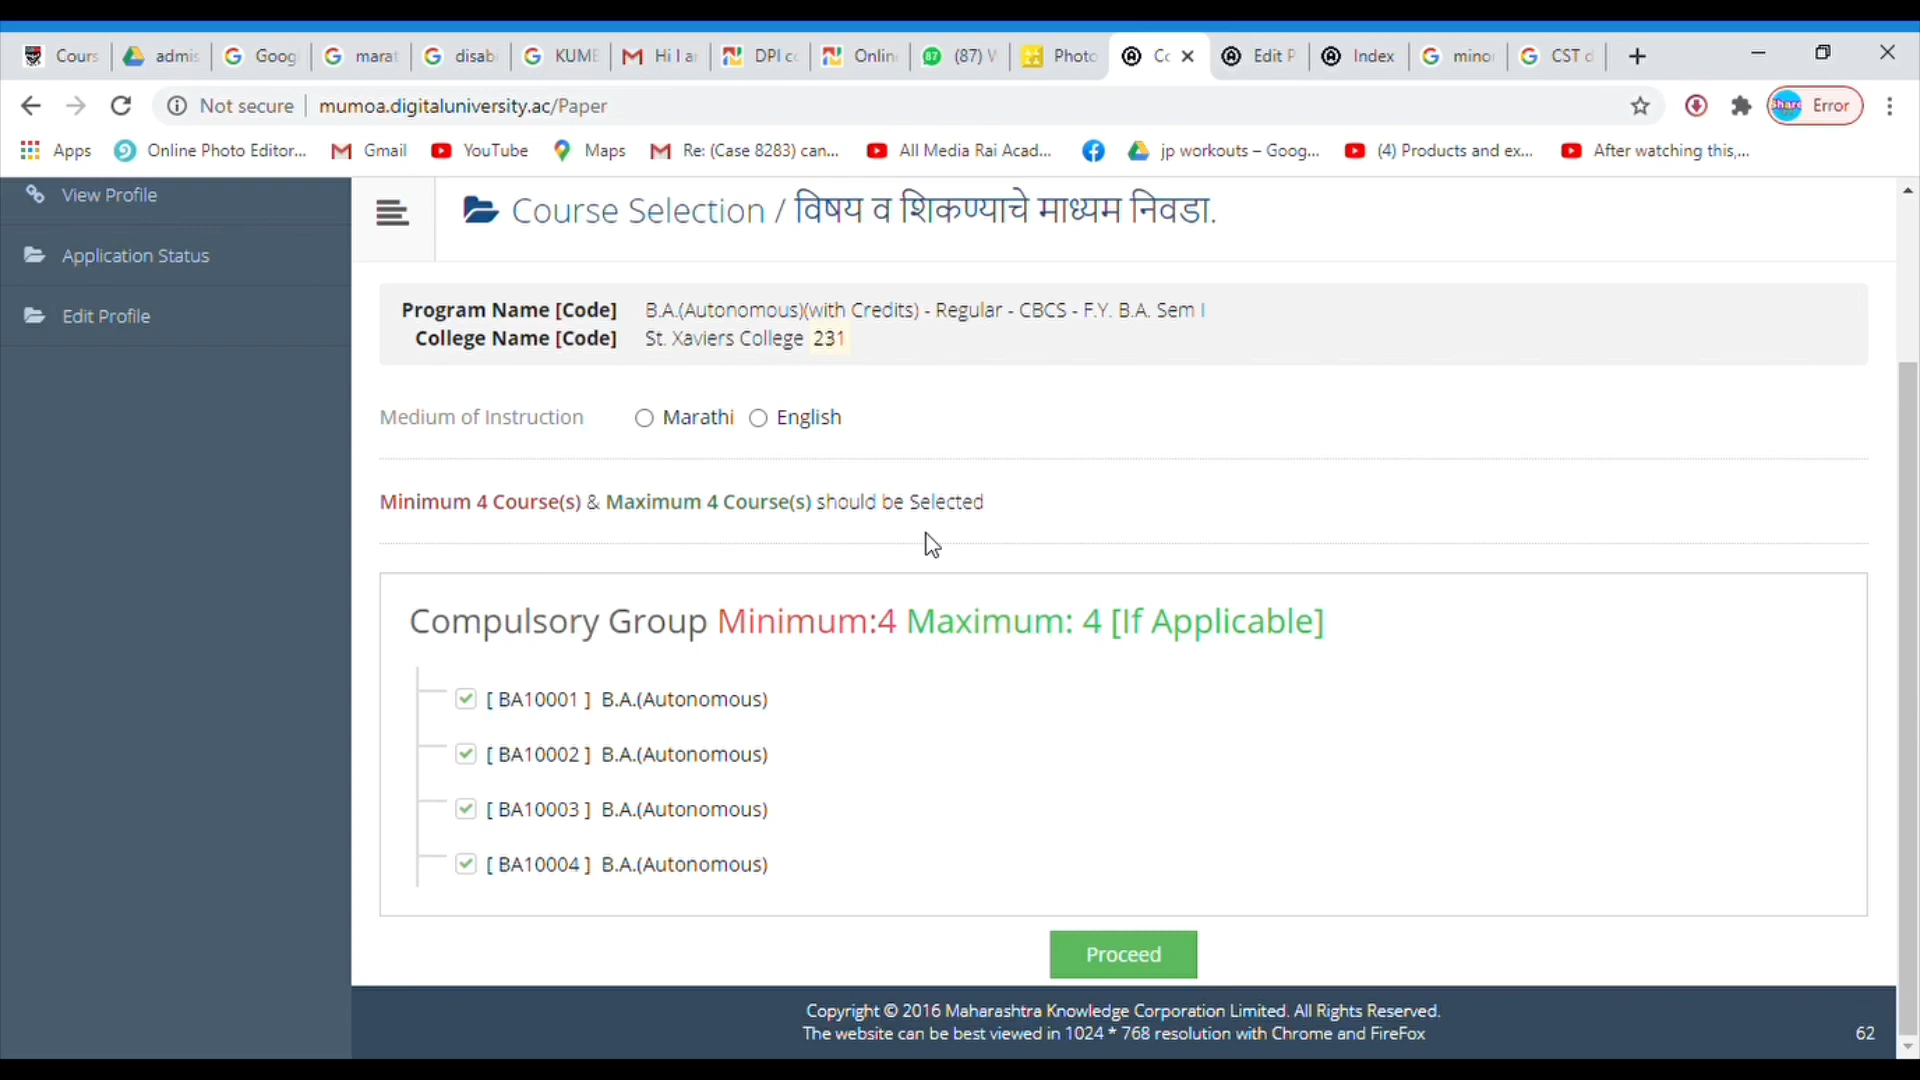 Cours admis Goog marat disabi KUME Hi I ar DPI cc Onlin (87) V Photo Co Edit P Index minor CST d
Not secure mumoa.digitaluniversity.ac/Paper Error
Apps Online Photo Editor... Gmail YouTube Maps Re: (Case 8283) can... All Media Rai Acad... jp workouts – Goog... (4) Products and ex... After watching this,...
View Profile
Application Status
Edit Profile
Course Selection / विषय व शिकण्याचे माध्यम निवडा.
Program Name [Code] B.A.(Autonomous)(with Credits) - Regular - CBCS - F.Y. B.A. Sem I
College Name [Code] St. Xaviers College 231
Medium of Instruction Marathi English
Minimum 4 Course(s) & Maximum 4 Course(s) should be Selected
Compulsory Group Minimum:4 Maximum: 4 [If Applicable]
[ BA10001 ] B.A.(Autonomous)
[ BA10002 ] B.A.(Autonomous)
[ BA10003 ] B.A.(Autonomous)
[ BA10004 ] B.A.(Autonomous)
Proceed
Copyright © 2016 Maharashtra Knowledge Corporation Limited. All Rights Reserved.
The website can be best viewed in 1024 * 768 resolution with Chrome and FireFox
62